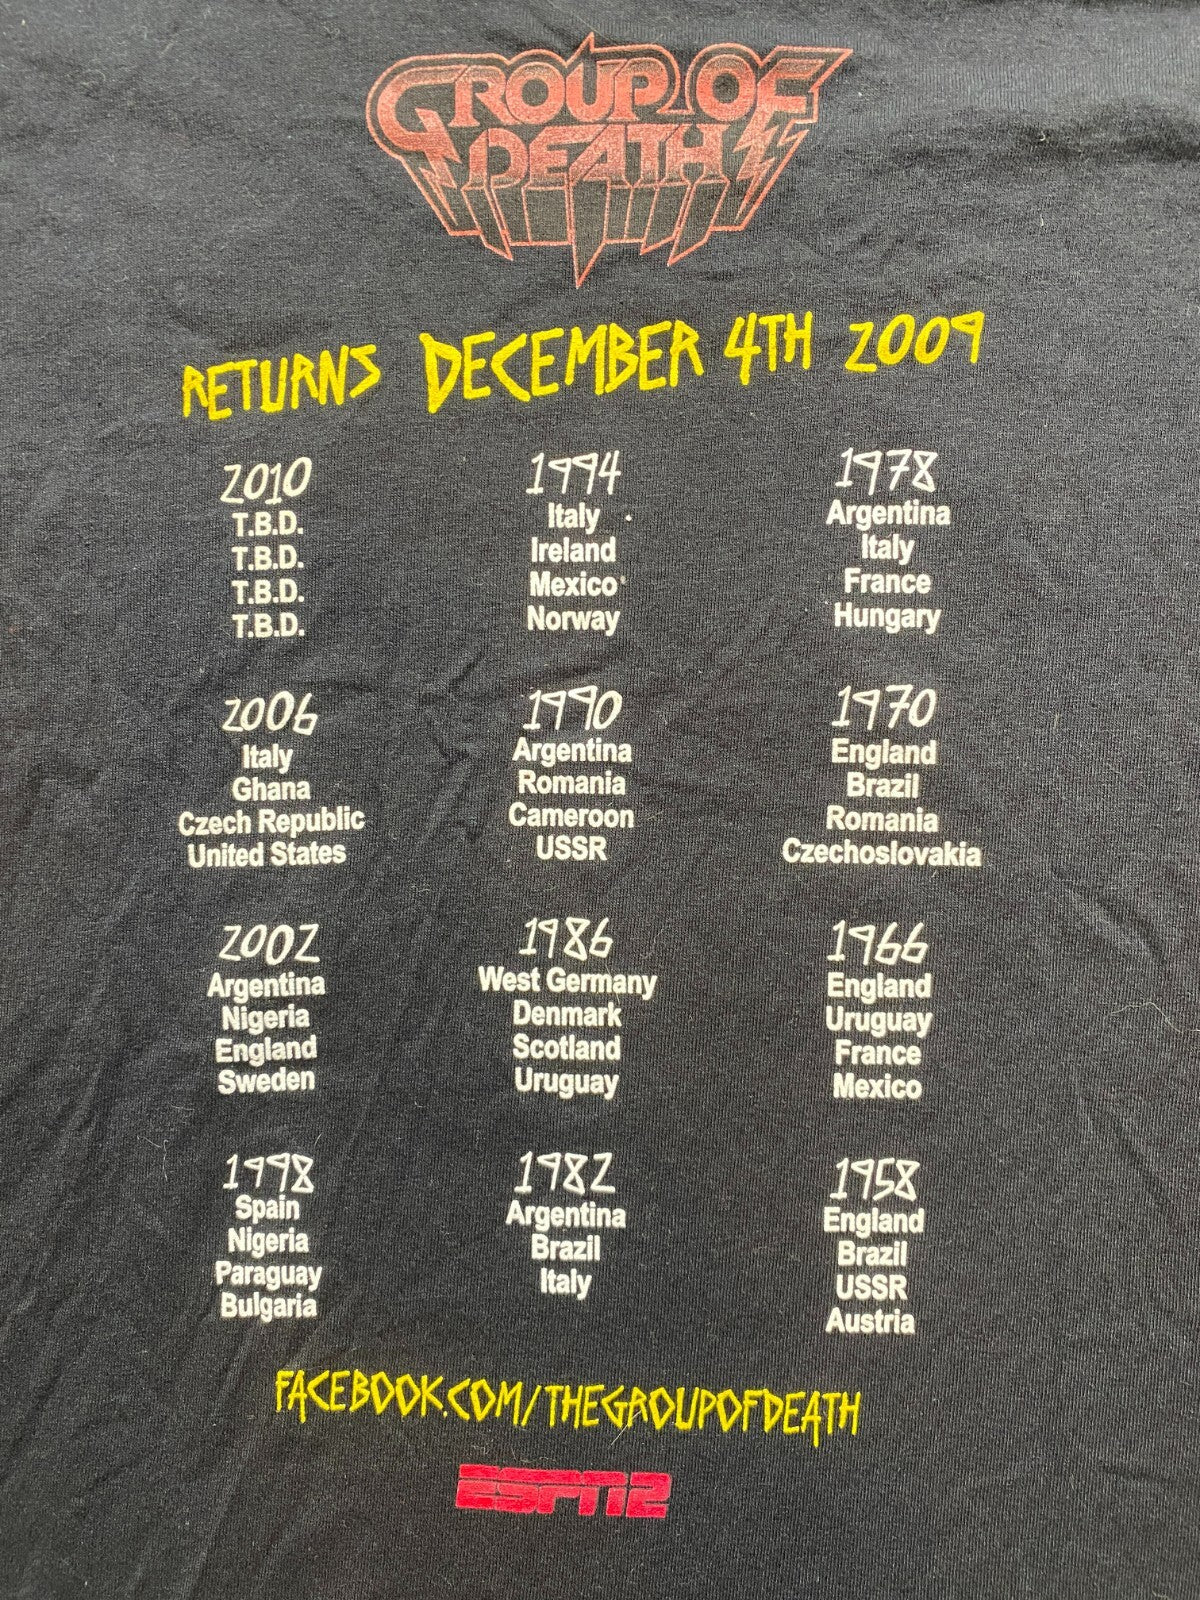 GROUP OF
DEATH
RETURNS DECEMBER 4TH 2009
2010
T.B.D.
T.B.D.
T.B.D.
T.B.D.
2006
Italy
Ghana
Czech Republic
United States
2002
Argentina
Nigeria
England
Sweden
1998
Spain
Nigeria
Paraguay
Bulgaria
1994
Italy
Ireland
Mexico
Norway
1990
Argentina
Romania
Cameroon
USSR
1986
West Germany
Denmark
Scotland
Uruguay
1982
Argentina
Brazil
Italy
1978
Argentina
Italy
France
Hungary
1970
England
Brazil
Romania
Czechoslovakia
1966
England
Uruguay
France
Mexico
1958
England
Brazil
USSR
Austria
FACEBOOK.COM/THEGROUPOFDEATH
ESPN2